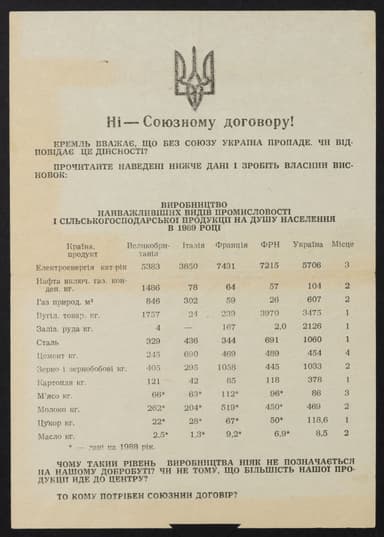 Ні — Союзному договору!
КРЕМЛЬ ВВАЖАЄ, ЩО БЕЗ СОЮЗУ УКРАЇНА ПРОПАДЕ. ЧИ ВІД-
ПОВІДАЄ ЦЕ ДІЙСНОСТІ?
ПРОЧИТАЙТЕ НАВЕДЕНІ НИЖЧЕ ДАНІ І ЗРОБІТЬ ВЛАСНИЙ ВИС-
НОВОК:
ВИРОБНИЦТВО
НАЙВАЖЛИВІШИХ ВИДІВ ПРОМИСЛОВОСТІ
І СІЛЬСЬКОГОСПОДАРСЬКОЇ ПРОДУКЦІЇ НА ДУШУ НАСЕЛЕННЯ
В 1989 РОЦІ
Країна, продукт Великобри-танія Італія Франція ФРН Україна Місце
Електроенергія квт-рік 5383 3650 7431 7215 5706 3
Нафта включ. газ. кон-
ден. кг. 1486 78 64 57 104 2
Газ природ. м³ 846 302 59 26 607 2
Вугіл. товар. кг. 1757 24 239 3970 3475 1
Заліз. руда кг. 4 — 167 2,0 2126 1
Сталь 329 436 344 691 1060 1
Цемент кг. 245 690 469 489 454 4
Зерно і зернобобові кг. 405 295 1058 445 1033 2
Картопля кг. 121 42 85 118 378 1
М'ясо кг. 66* 63* 112* 96* 86 3
Молоко кг. 262* 204* 519* 450* 469 2
Цукор кг. 22* 28* 67* 50* 118,6 1
Масло кг. 2,5* 1,3* 9,2* 6,9* 8,5 2
* — дані на 1988 рік.
ЧОМУ ТАКИЙ РІВЕНЬ ВИРОБНИЦТВА НІЯК НЕ ПОЗНАЧАЄТЬСЯ
НА НАШОМУ ДОБРОБУТІ? ЧИ НЕ ТОМУ, ЩО БІЛЬШІСТЬ НАШОЇ ПРО-
ДУКЦІЇ ЙДЕ ДО ЦЕНТРУ?
ТО КОМУ ПОТРІБЕН СОЮЗНИЙ ДОГОВІР?